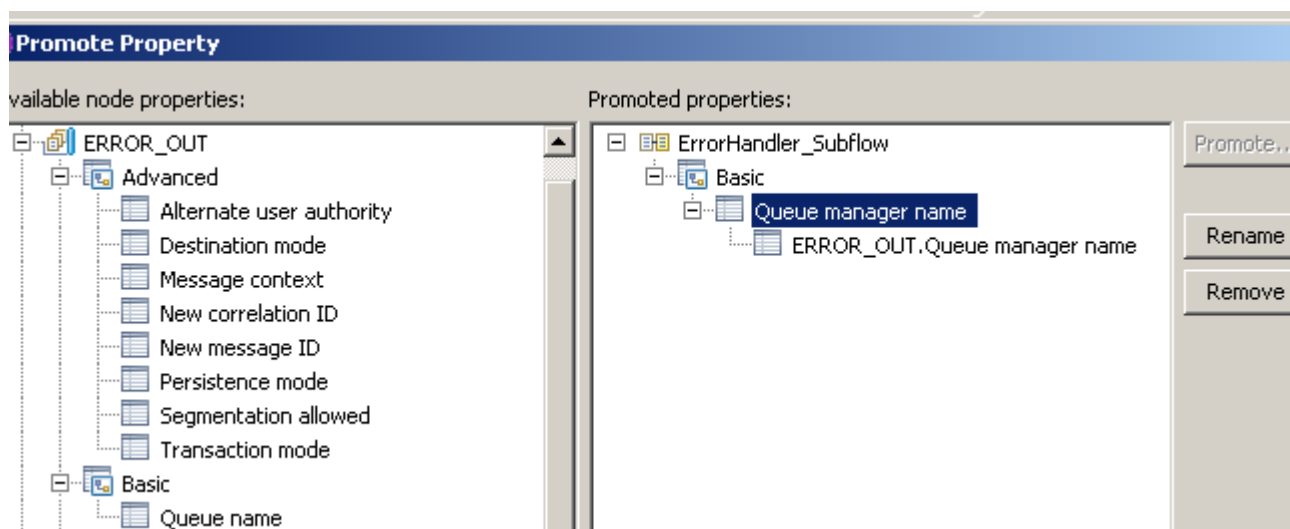 Promote Property
vailable node properties:
ERROR_OUT
Advanced
Alternate user authority
Destination mode
Message context
New correlation ID
New message ID
Persistence mode
Segmentation allowed
Transaction mode
Basic
Queue name
Promoted properties:
ErrorHandler_Subflow
Basic
Queue manager name
ERROR_OUT.Queue manager name
Promote..
Rename
Remove